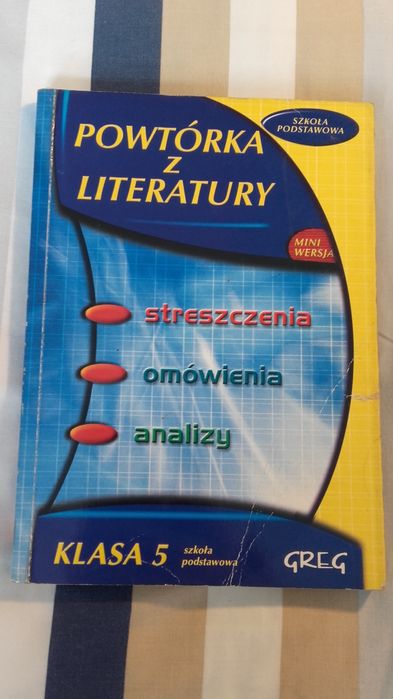 SZKOŁA
PODSTAWOWA
POWTÓRKA
Z
LITERATURY
MINI
WERSJA
streszczenia
omówienia
analizy
KLASA 5
szkoła
podstawowa
GREG